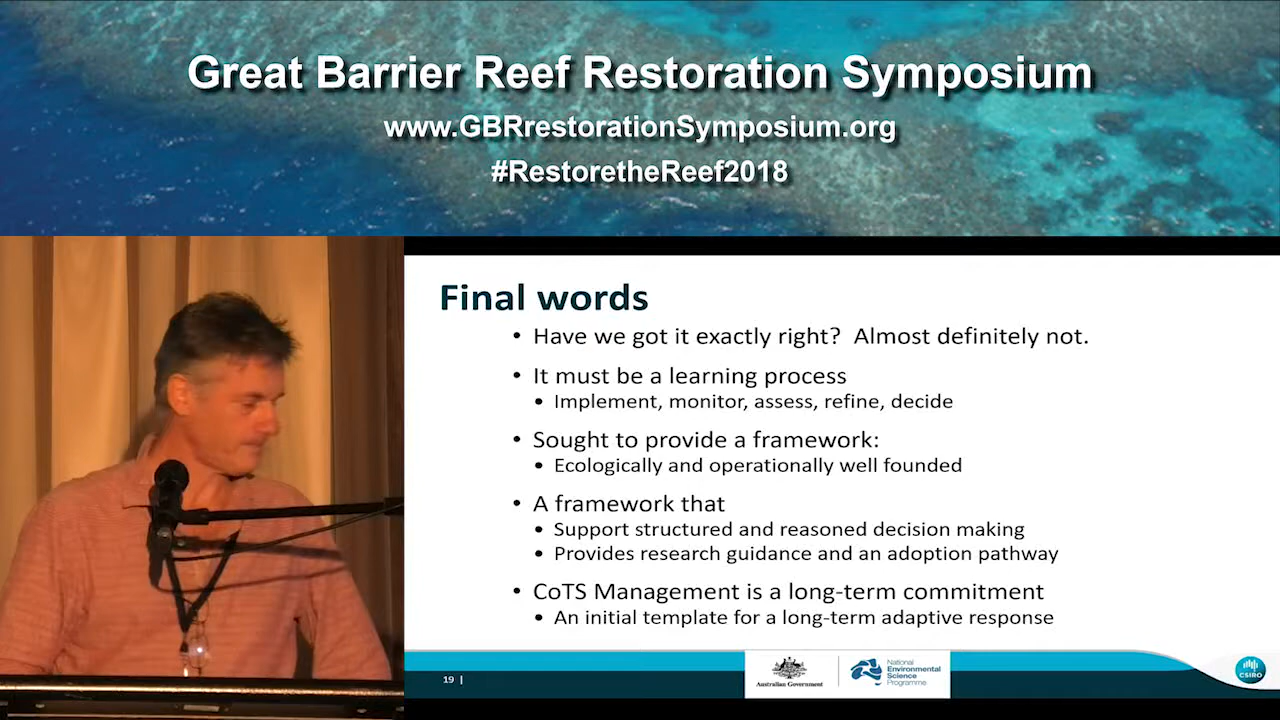 Great Barrier Reef Restoration Symposium
www.GBRrestorationSymposium.org
#RestoretheReef2018
Final words
• Have we got it exactly right? Almost definitely not.
• It must be a learning process
• Implement, monitor, assess, refine, decide
• Sought to provide a framework:
• Ecologically and operationally well founded
• A framework that
• Support structured and reasoned decision making
• Provides research guidance and an adoption pathway
• CoTS Management is a long-term commitment
• An initial template for a long-term adaptive response
19 |
Australian Government
National
Environmental
Science
Programme
CSIRO